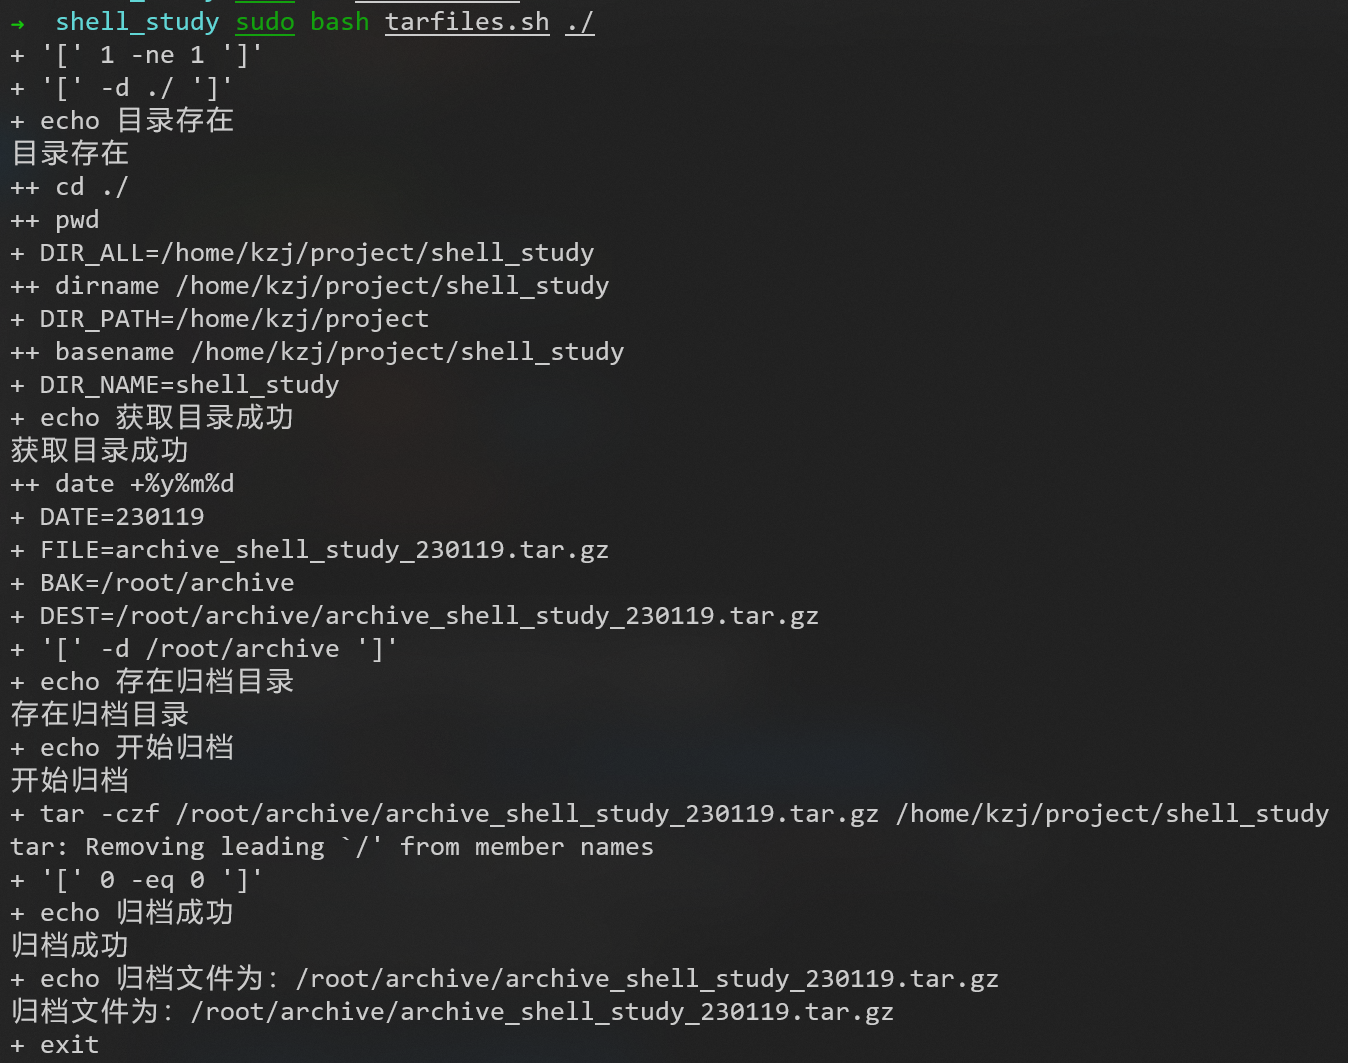 → shell_study sudo bash tarfiles.sh ./
+ '[' 1 -ne 1 ']'
+ '[' -d ./ ']'
+ echo 目录存在
目录存在
++ cd ./
++ pwd
+ DIR_ALL=/home/kzj/project/shell_study
++ dirname /home/kzj/project/shell_study
+ DIR_PATH=/home/kzj/project
++ basename /home/kzj/project/shell_study
+ DIR_NAME=shell_study
+ echo 获取目录成功
获取目录成功
++ date +%y%m%d
+ DATE=230119
+ FILE=archive_shell_study_230119.tar.gz
+ BAK=/root/archive
+ DEST=/root/archive/archive_shell_study_230119.tar.gz
+ '[' -d /root/archive ']'
+ echo 存在归档目录
存在归档目录
+ echo 开始归档
开始归档
+ tar -czf /root/archive/archive_shell_study_230119.tar.gz /home/kzj/project/shell_study
tar: Removing leading `/' from member names
+ '[' 0 -eq 0 ']'
+ echo 归档成功
归档成功
+ echo 归档文件为：/root/archive/archive_shell_study_230119.tar.gz
归档文件为：/root/archive/archive_shell_study_230119.tar.gz
+ exit